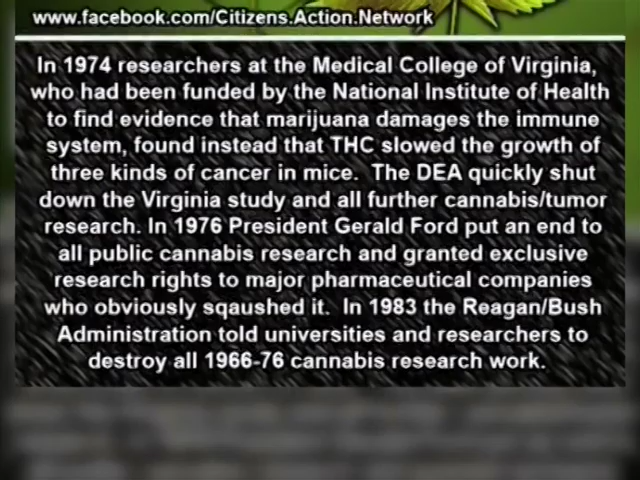 www.facebook.com/Citizens.Action.Network
In 1974 researchers at the Medical College of Virginia,
who had been funded by the National Institute of Health
to find evidence that marijuana damages the immune
system, found instead that THC slowed the growth of
three kinds of cancer in mice. The DEA quickly shut
down the Virginia study and all further cannabis/tumor
research. In 1976 President Gerald Ford put an end to
all public cannabis research and granted exclusive
research rights to major pharmaceutical companies
who obviously sqaushed it. In 1983 the Reagan/Bush
Administration told universities and researchers to
destroy all 1966-76 cannabis research work.